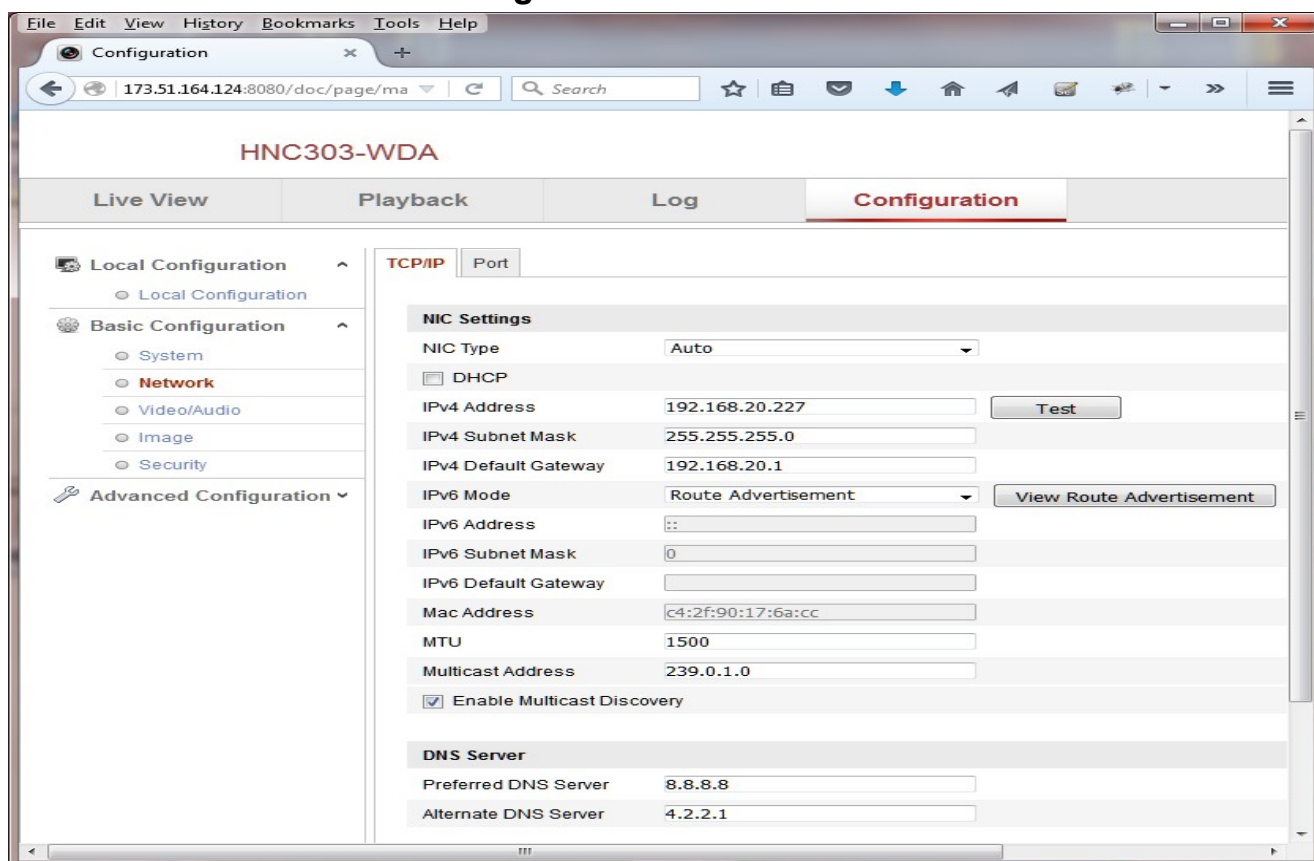 File Edit View History Bookmarks Tools Help
Configuration
173.51.164.124:8080/doc/page/ma
Search
HNC303-WDA
Live View Playback Log Configuration
Local Configuration
Local Configuration
Basic Configuration
System
Network
Video/Audio
Image
Security
Advanced Configuration
TCP/IP Port
NIC Settings
NIC Type Auto
DHCP
IPv4 Address 192.168.20.227 Test
IPv4 Subnet Mask 255.255.255.0
IPv4 Default Gateway 192.168.20.1
IPv6 Mode Route Advertisement View Route Advertisement
IPv6 Address ::
IPv6 Subnet Mask 0
IPv6 Default Gateway
Mac Address c4:2f:90:17:6a:cc
MTU 1500
Multicast Address 239.0.1.0
Enable Multicast Discovery
DNS Server
Preferred DNS Server 8.8.8.8
Alternate DNS Server 4.2.2.1